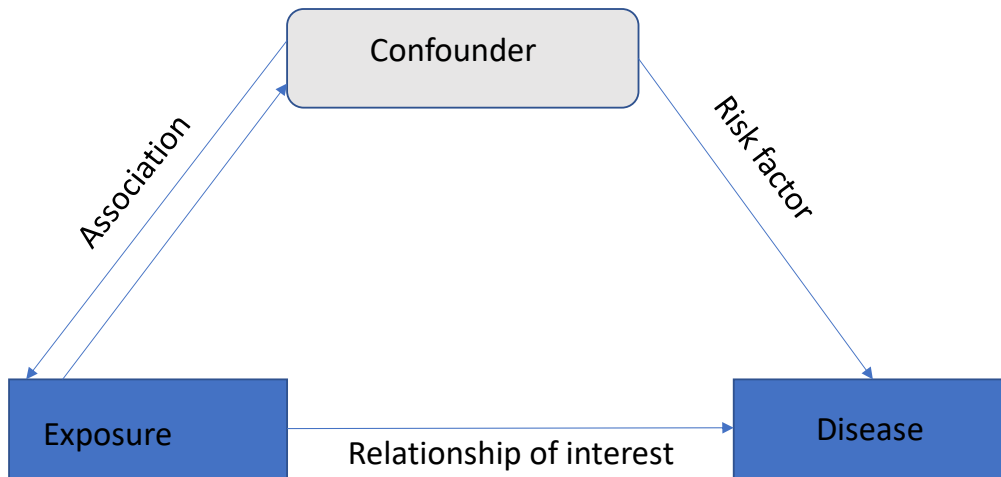 Confounder
Association
Risk factor
Exposure
Disease
Relationship of interest